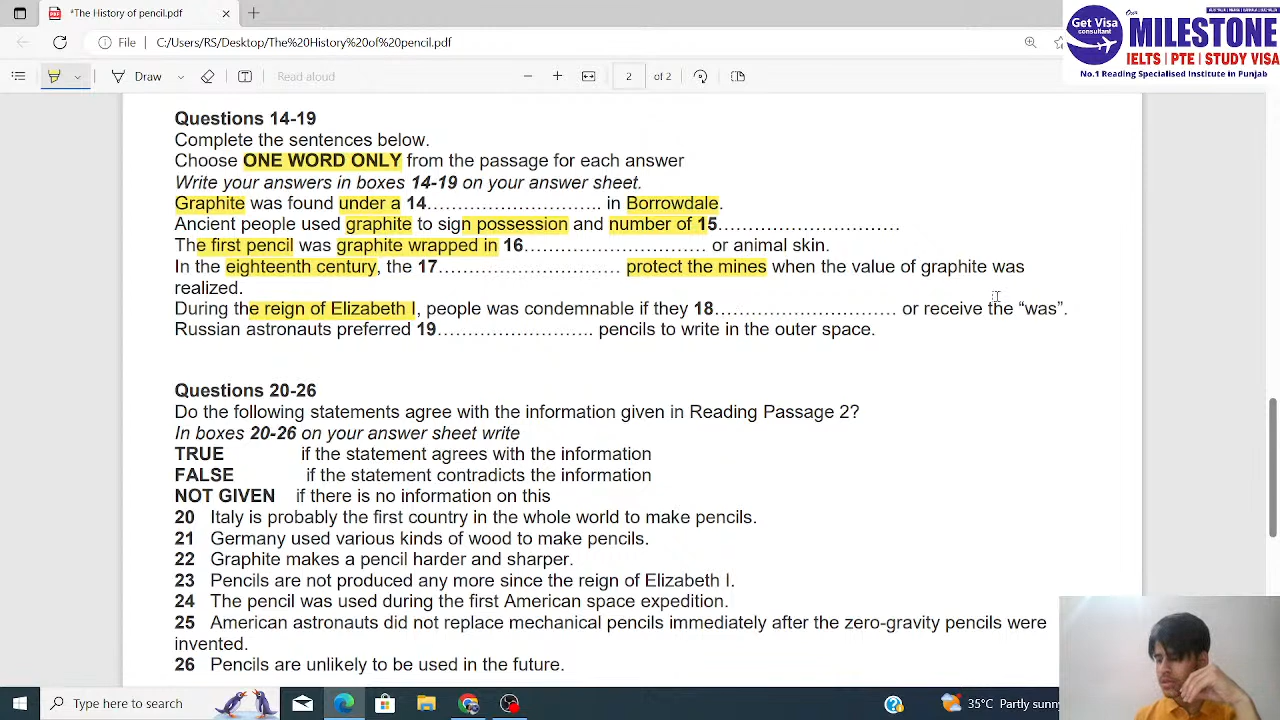 *The History of pencil.pdf
File
C:/Users/RS/Desktop/The%20History%20of%20pencil.pdf
Get Visa
consultant
Our
MILESTONE
IELTS | PTE | STUDY VISA
No.1 Reading Specialised Institute in Punjab
Draw
Read aloud
2
of 2
Questions 14-19
Complete the sentences below.
Choose ONE WORD ONLY from the passage for each answer
Write your answers in boxes 14-19 on your answer sheet.
Graphite was found under a 14………………………… in Borrowdale.
Ancient people used graphite to sign possession and number of 15…………………………
The first pencil was graphite wrapped in 16………………………… or animal skin.
In the eighteenth century, the 17………………………… protect the mines when the value of graphite was
realized.
During the reign of Elizabeth I, people was condemnable if they 18………………………… or receive the “was”.
Russian astronauts preferred 19……………………. pencils to write in the outer space.
Questions 20-26
Do the following statements agree with the information given in Reading Passage 2?
In boxes 20-26 on your answer sheet write
TRUE if the statement agrees with the information
FALSE if the statement contradicts the information
NOT GIVEN if there is no information on this
20 Italy is probably the first country in the whole world to make pencils.
21 Germany used various kinds of wood to make pencils.
22 Graphite makes a pencil harder and sharper.
23 Pencils are not produced any more since the reign of Elizabeth I.
24 The pencil was used during the first American space expedition.
25 American astronauts did not replace mechanical pencils immediately after the zero-gravity pencils were
invented.
26 Pencils are unlikely to be used in the future.
Type here to search
35°C Partly sunn